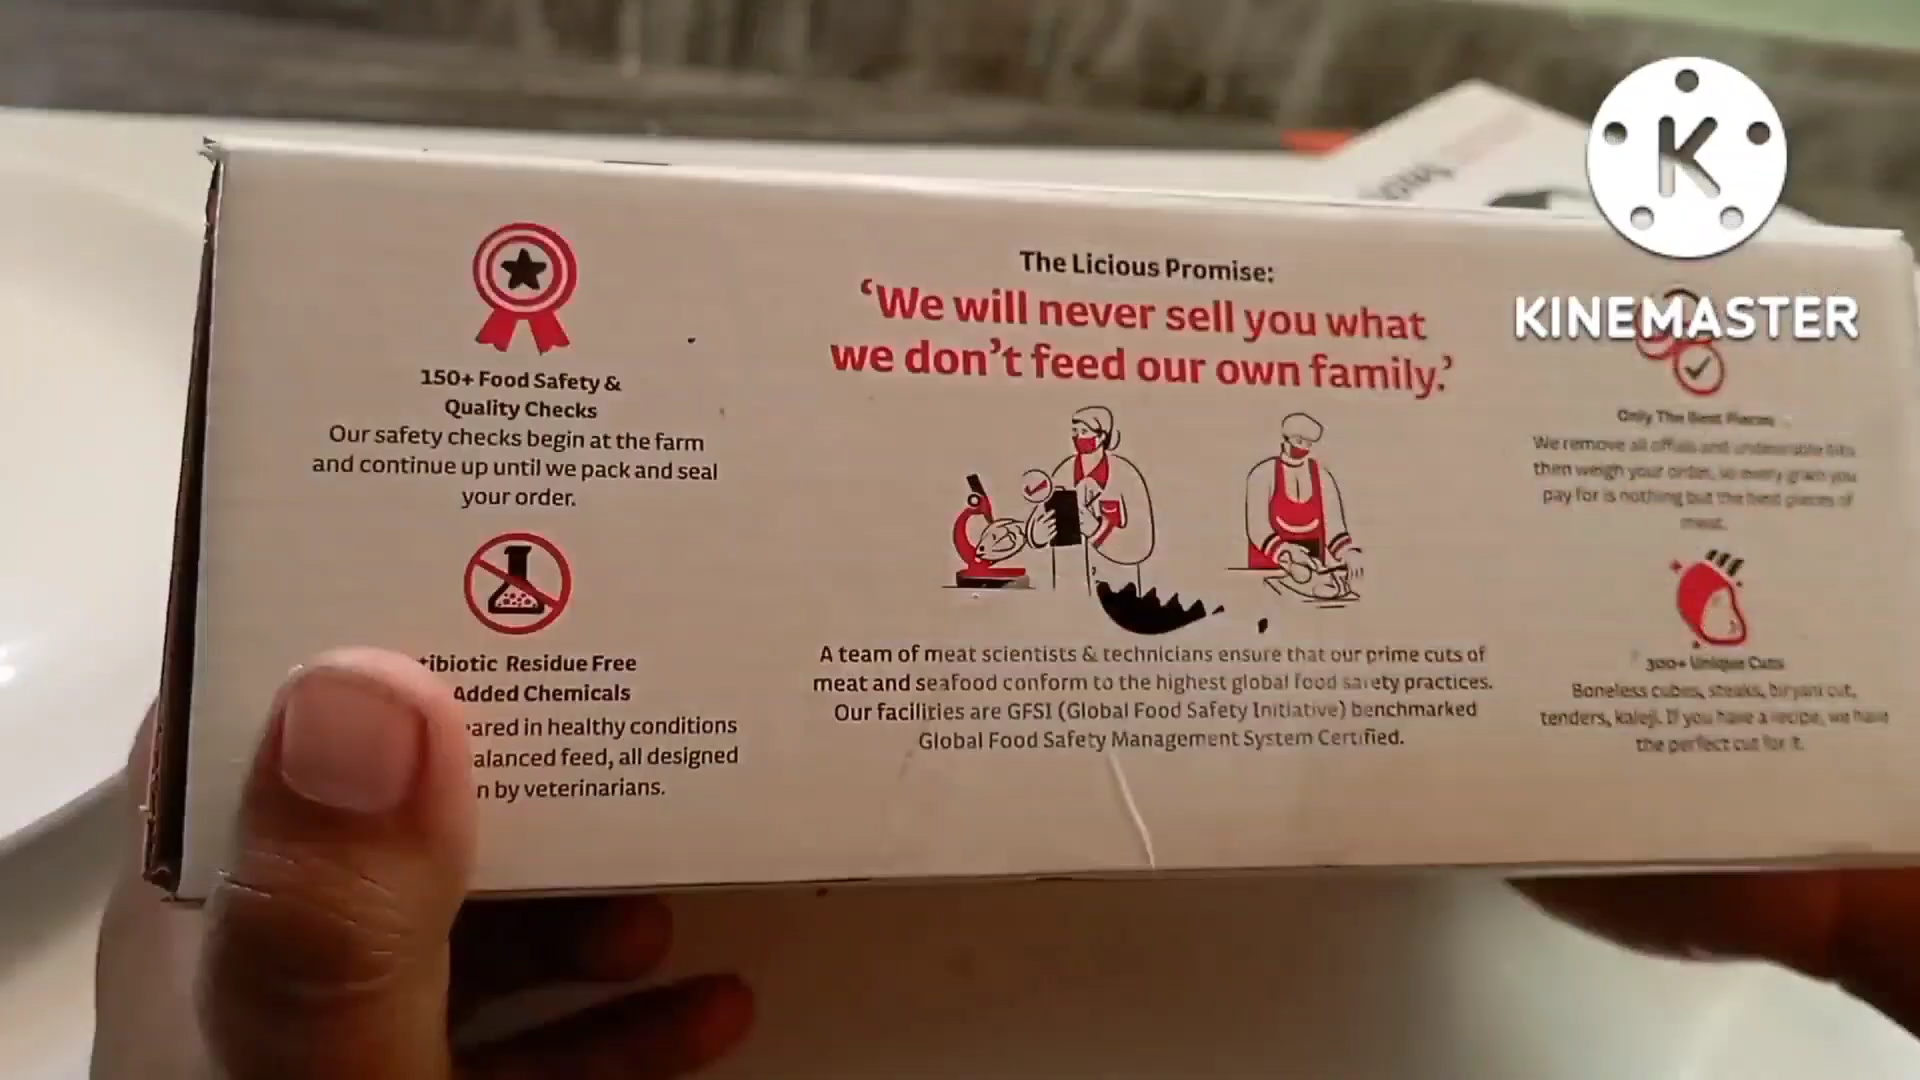 150+ Food Safety &
Quality Checks
Our safety checks begin at the farm
and continue up until we pack and seal
your order.
tibiotic Residue Free
Added Chemicals
ared in healthy conditions
alanced feed, all designed
n by veterinarians.
The Licious Promise:
‘We will never sell you what
we don’t feed our own family.’
A team of meat scientists & technicians ensure that our prime cuts of
meat and seafood conform to the highest global food safety practices.
Our facilities are GFSI (Global Food Safety Initiative) benchmarked
Global Food Safety Management System Certified.
K
KINEMASTER
Only The Best Pieces
We remove all offals and undesirable bits
then weigh your order, so every gram you
pay for is nothing but the best pieces of
meat.
300+ Unique Cuts
Boneless cubes, steaks, biryani cut,
tenders, kaleji. If you have a recipe, we have
the perfect cut for it.